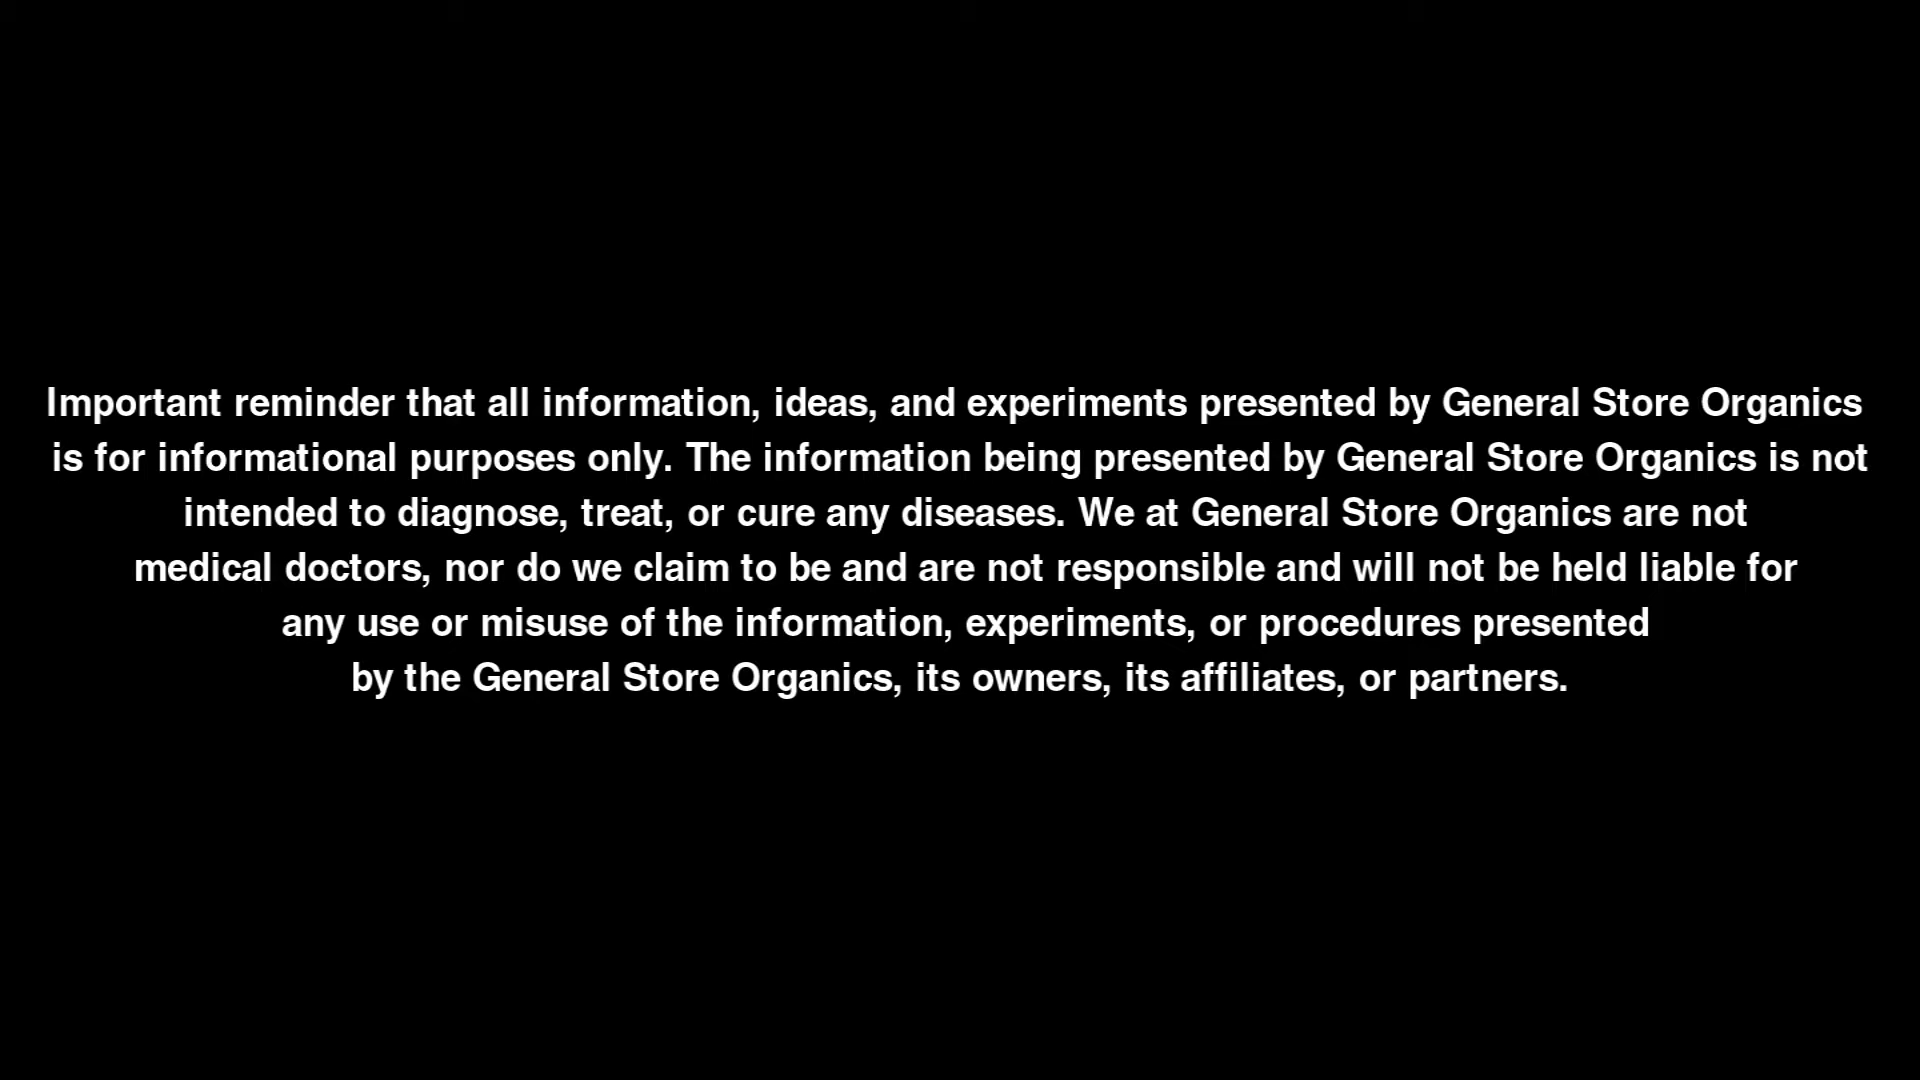 Important reminder that all information, ideas, and experiments presented by General Store Organics
is for informational purposes only. The information being presented by General Store Organics is not
intended to diagnose, treat, or cure any diseases. We at General Store Organics are not
medical doctors, nor do we claim to be and are not responsible and will not be held liable for
any use or misuse of the information, experiments, or procedures presented
by the General Store Organics, its owners, its affiliates, or partners.